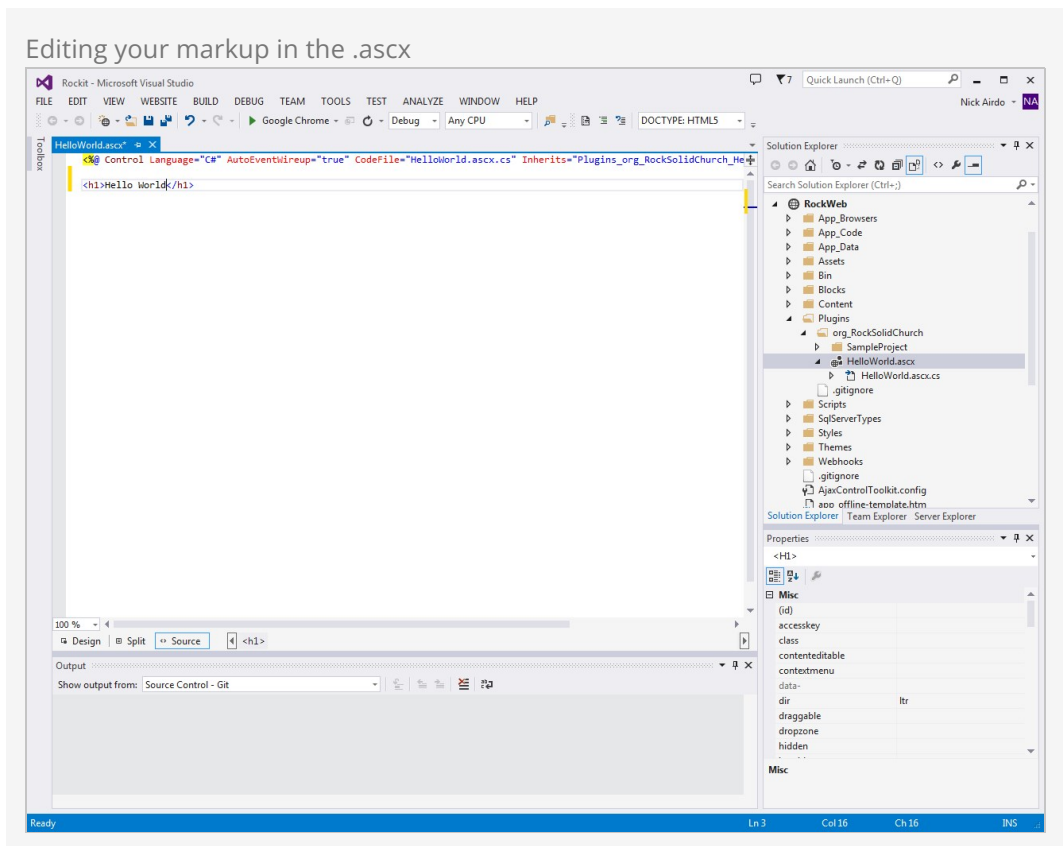 Editing your markup in the .ascx
Rockit - Microsoft Visual Studio
7
Quick Launch (Ctrl+Q)
FILE EDIT VIEW WEBSITE BUILD DEBUG TEAM TOOLS TEST ANALYZE WINDOW HELP
Nick Airdo NA
Google Chrome Debug Any CPU DOCTYPE: HTML5
Toolbox
HelloWorld.ascx*
<%@ Control Language="C#" AutoEventWireup="true" CodeFile="HelloWorld.ascx.cs" Inherits="Plugins_org_RockSolidChurch_He
<h1>Hello World</h1>
100 %
Design Split Source <h1>
Output
Show output from: Source Control - Git
Solution Explorer
Search Solution Explorer (Ctrl+;)
RockWeb
App_Browsers
App_Code
App_Data
Assets
Bin
Blocks
Content
Plugins
org_RockSolidChurch
SampleProject
HelloWorld.ascx
HelloWorld.ascx.cs
.gitignore
Scripts
SqlServerTypes
Styles
Themes
Webhooks
.gitignore
AjaxControlToolkit.config
app_offline-template.htm
Solution Explorer Team Explorer Server Explorer
Properties
<H1>
Misc
(id)
accesskey
class
contenteditable
contextmenu
data-
dir ltr
draggable
dropzone
hidden
Misc
Ready Ln 3 Col 16 Ch 16 INS